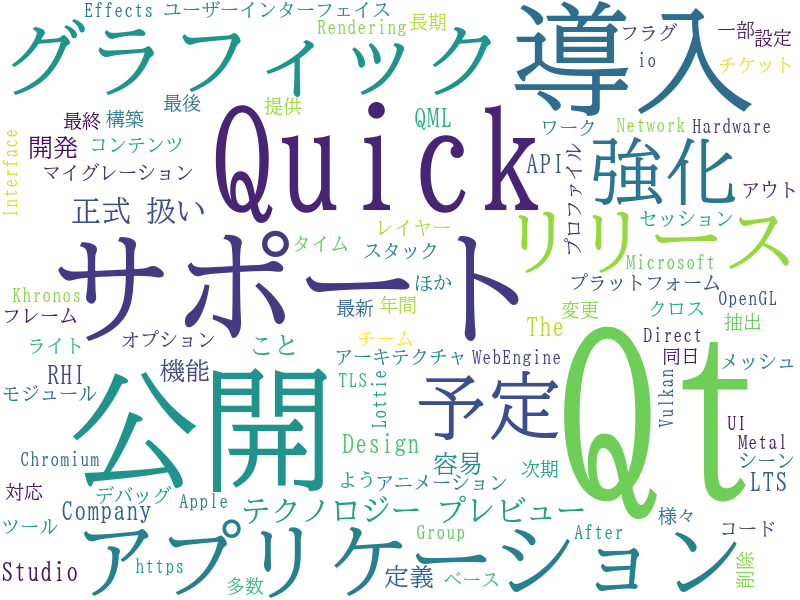 Effects ユーザーインターフェイス
Rendering 長期
グラフィック
導入
フラグ 一部 設定
io チケット
最終 構築 最後 提供
Quick
QML
ワーク Network Hardware
開発 コンテンツ
マイグレーション
API
強化
アウト
Interface
プロファイル
正式 扱い
レイヤー
リリース
セッション
サポート
タイム スタック
Microsoft
Khronos
ほか プラットフォーム
OpenGL
フレーム
最新 年間
変更 クロス 抽出
ライト オプション
チーム The Direct
こと アーキテクチャ WebEngine 同日 メッシュ
RHI 機能
モジュール
TLS
Lottie
予定
Vulkan
Qt
公開
UI
Metal
Design
Chromium
容易 次期
シーン
LTS
対応 デバッグ Apple
よう アニメーション
Company テクノロジー プレビュー
様々
ツール
Group After
コード
アプリケーション
Studio https
多数 定義 ベース
削除